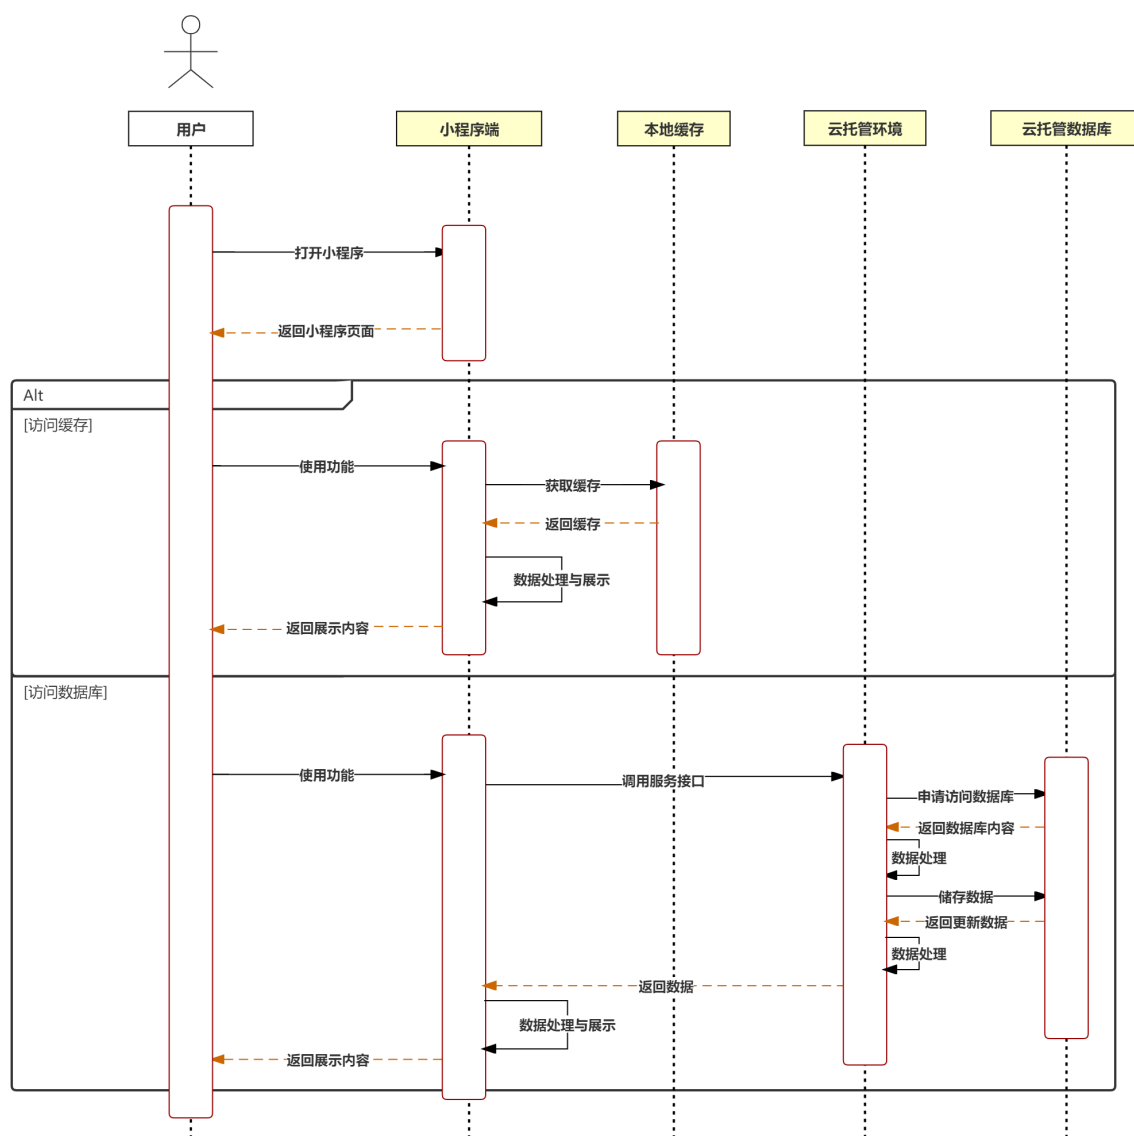 用户
小程序端
本地缓存
云托管环境
云托管数据库
打开小程序
返回小程序页面
Alt
[访问缓存]
使用功能
获取缓存
返回缓存
数据处理与展示
返回展示内容
[访问数据库]
使用功能
调用服务接口
申请访问数据库
返回数据库内容
数据处理
储存数据
返回更新数据
数据处理
返回数据
数据处理与展示
返回展示内容